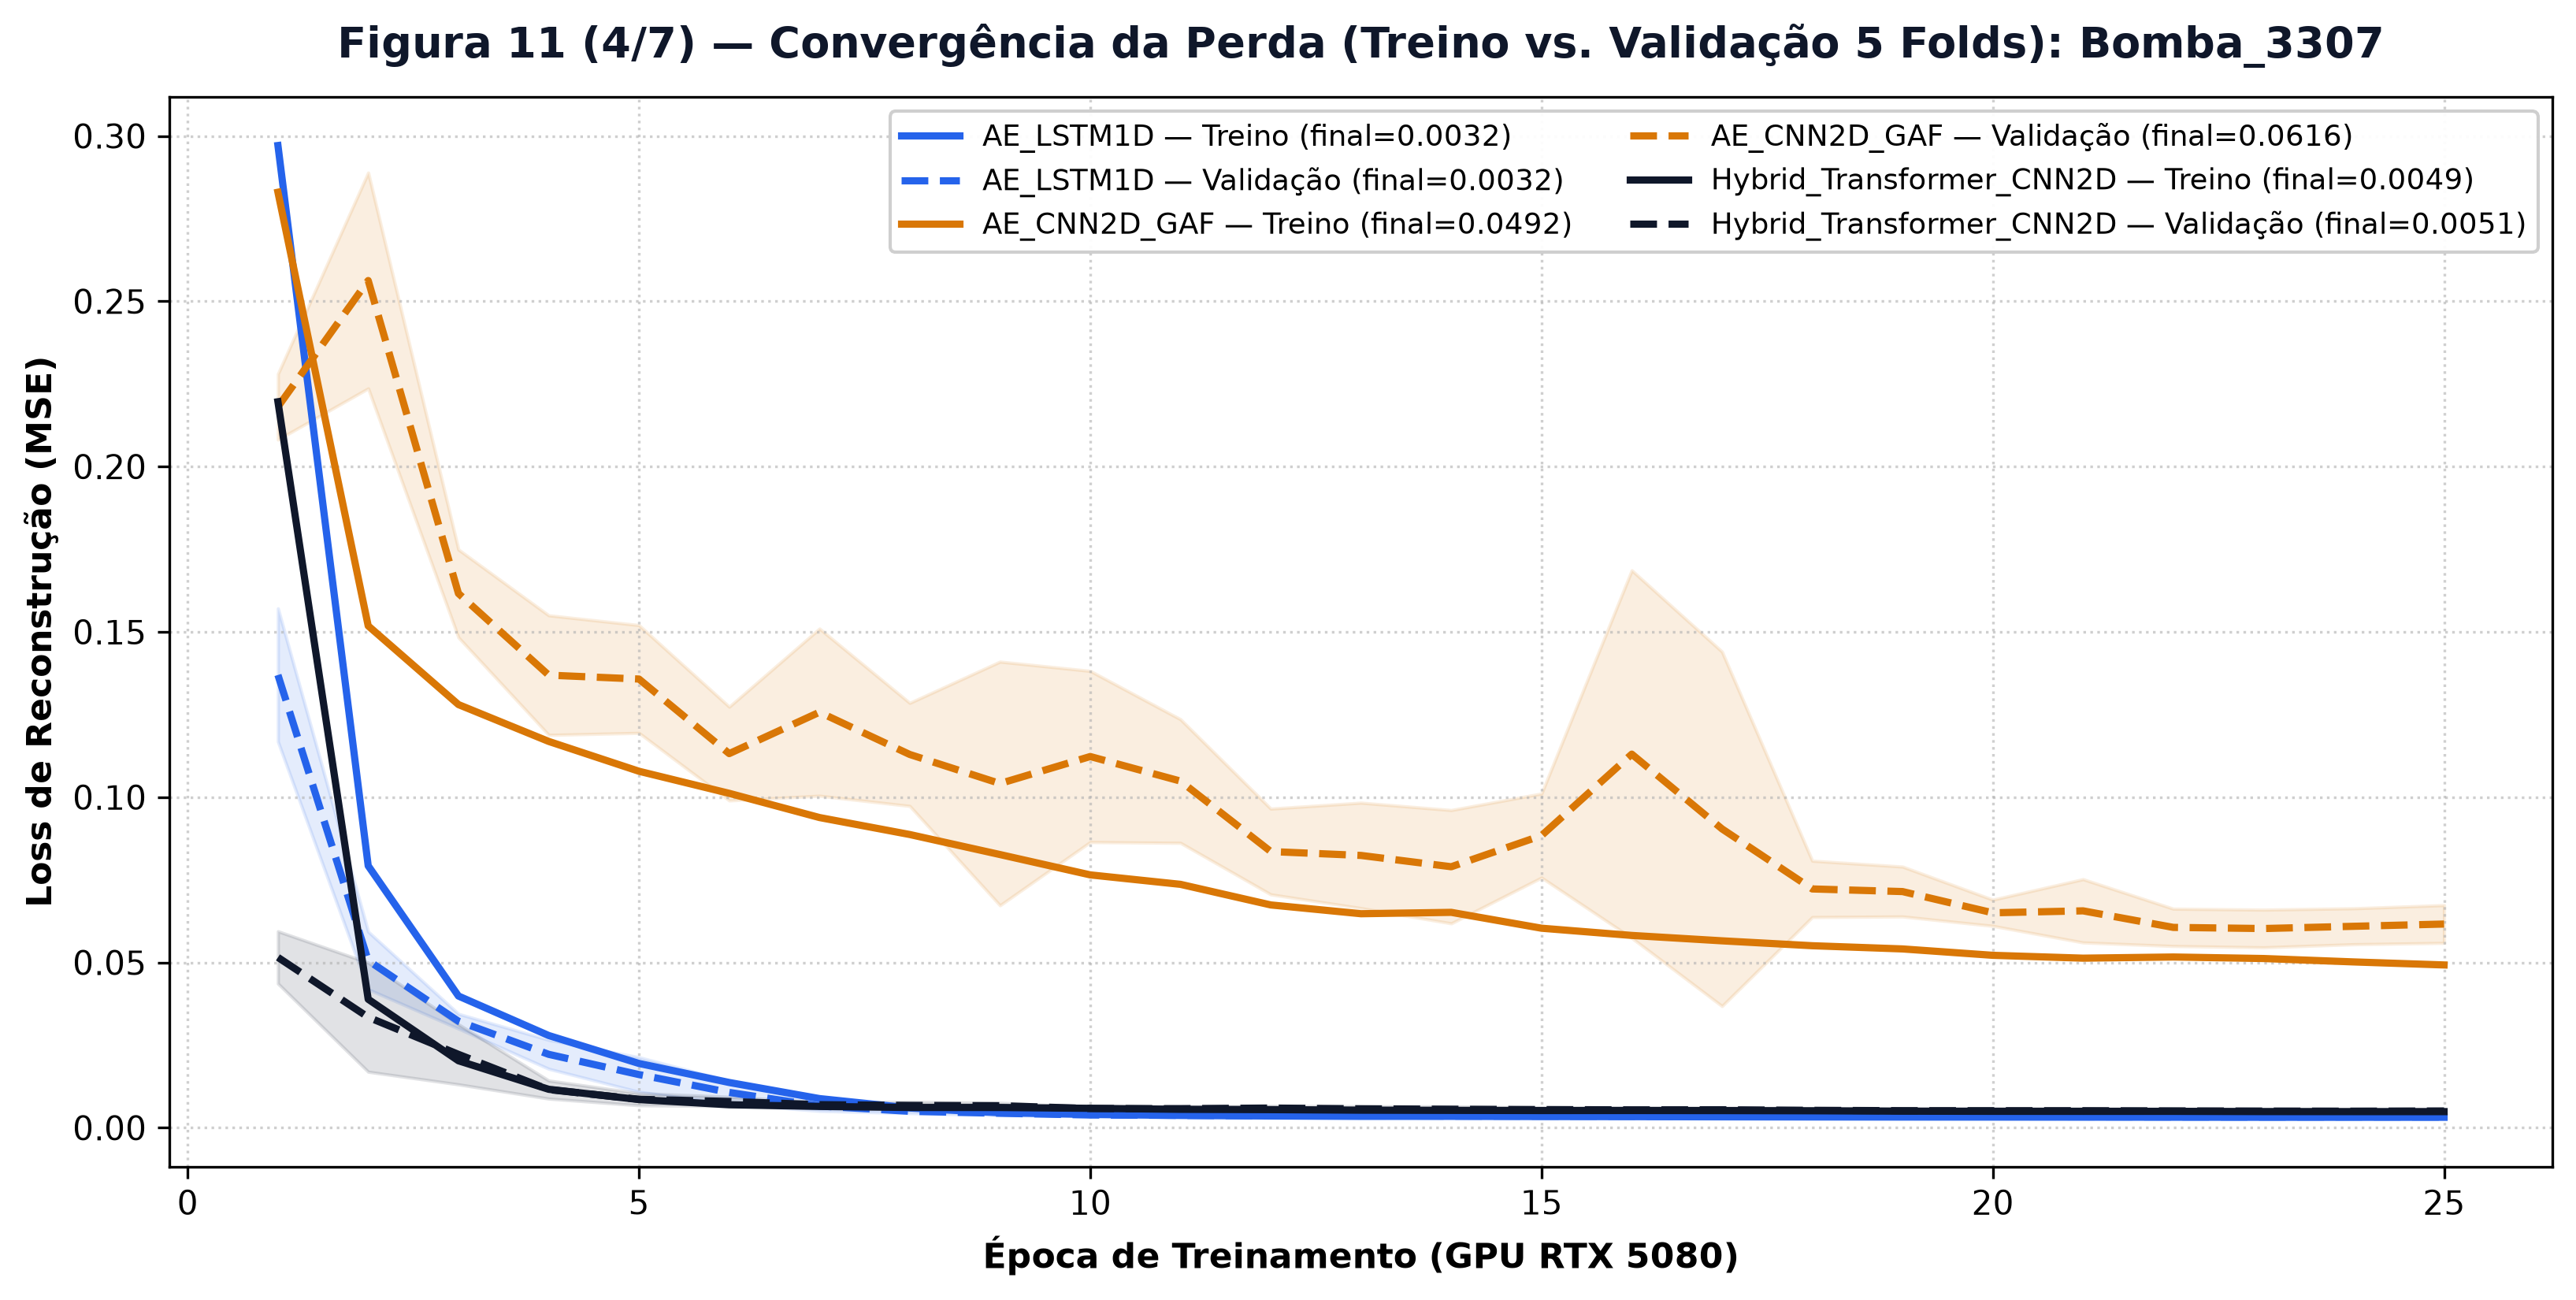 Figura 11 (4/7) — Convergência da Perda (Treino vs. Validação 5 Folds): Bomba_3307
AE_LSTM1D — Treino (final=0.0032)
AE_LSTM1D — Validação (final=0.0032)
AE_CNN2D_GAF — Treino (final=0.0492)
AE_CNN2D_GAF — Validação (final=0.0616)
Hybrid_Transformer_CNN2D — Treino (final=0.0049)
Hybrid_Transformer_CNN2D — Validação (final=0.0051)
Loss de Reconstrução (MSE)
0.30
0.25
0.20
0.15
0.10
0.05
0.00
0
5
10
15
20
25
Época de Treinamento (GPU RTX 5080)